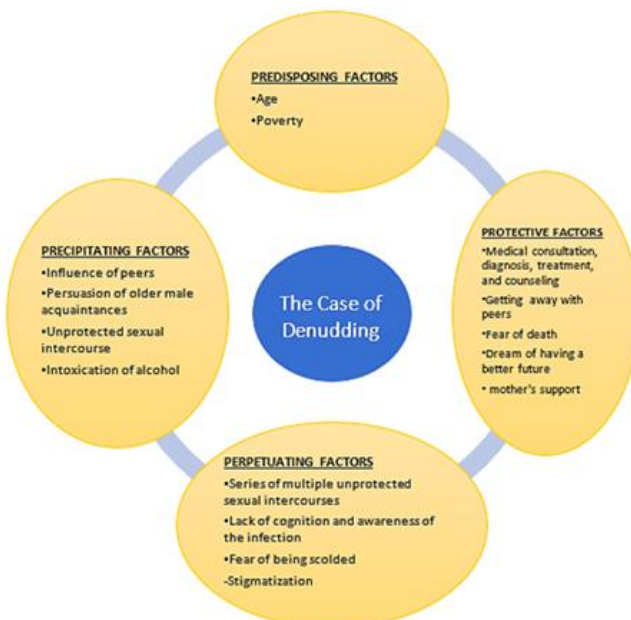 PREDISPOSING FACTORS
•Age
•Poverty
PRECIPITATING FACTORS
•Influence of peers
•Persuasion of older male
acquaintances
•Unprotected sexual
intercourse
•Intoxication of alcohol
The Case of
Denudding
PROTECTIVE FACTORS
•Medical consultation,
diagnosis, treatment,
and counseling
•Getting away with
peers
•Fear of death
•Dream of having a
better future
• mother's support
PERPETUATING FACTORS
•Series of multiple unprotected
sexual intercourses
•Lack of cognition and awareness of
the infection
•Fear of being scolded
-Stigmatization